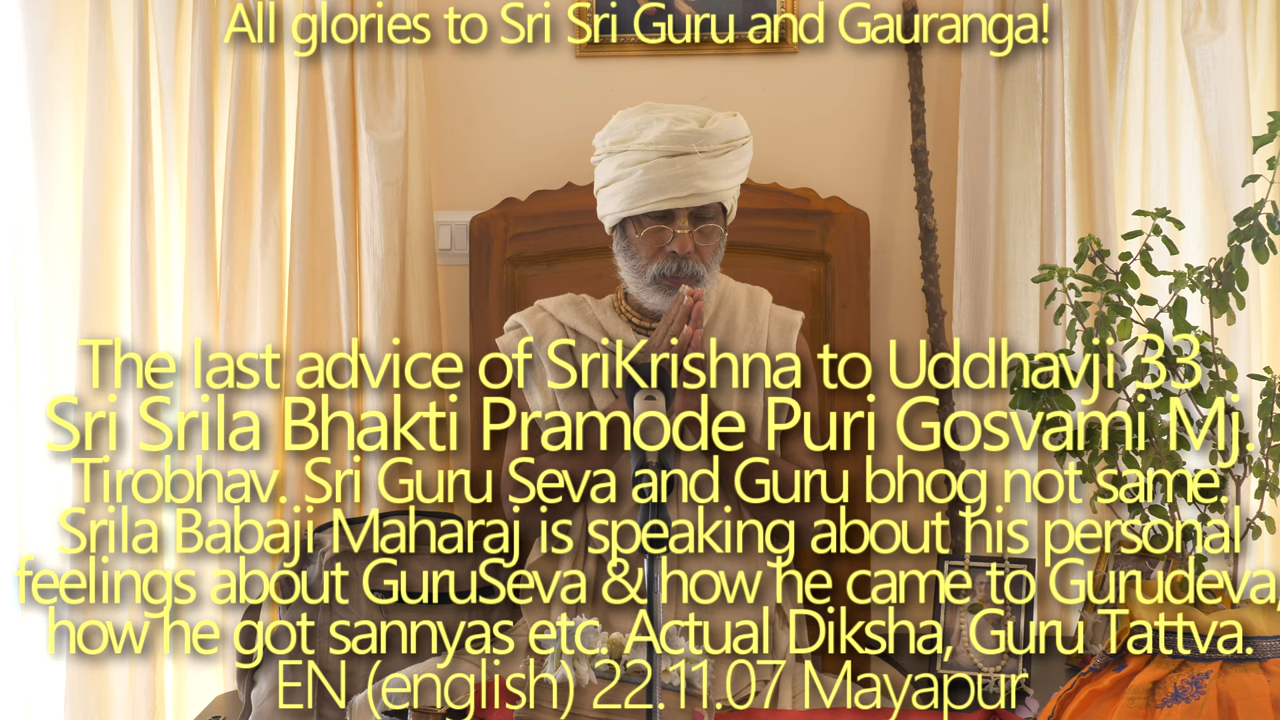 All glories to Sri Sri Guru and Gauranga!
The last advice of SriKrishna to Uddhavji 33
Sri Srila Bhakti Pramode Puri Gosvami Mj.
Tirobhav. Sri Guru Seva and Guru bhog not same.
Srila Babaji Maharaj is speaking about his personal
feelings about GuruSeva & how he came to Gurudeva,
how he got sannyas etc. Actual Diksha, Guru Tattva.
EN (english) 22.11.07 Mayapur